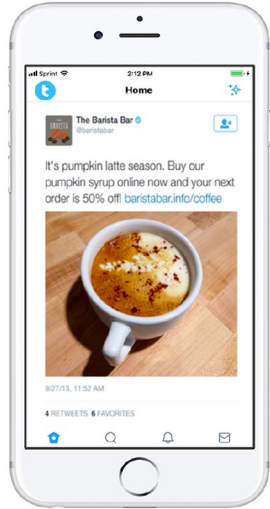 Sprint 2:12 PM
t Home
The Barista Bar
@baristabar
BARISTA
It's pumpkin latte season. Buy our
pumpkin syrup online now and your next
order is 50% off! baristabar.info/coffee
9/27/13, 11:52 AM
4 RETWEETS 6 FAVORITES